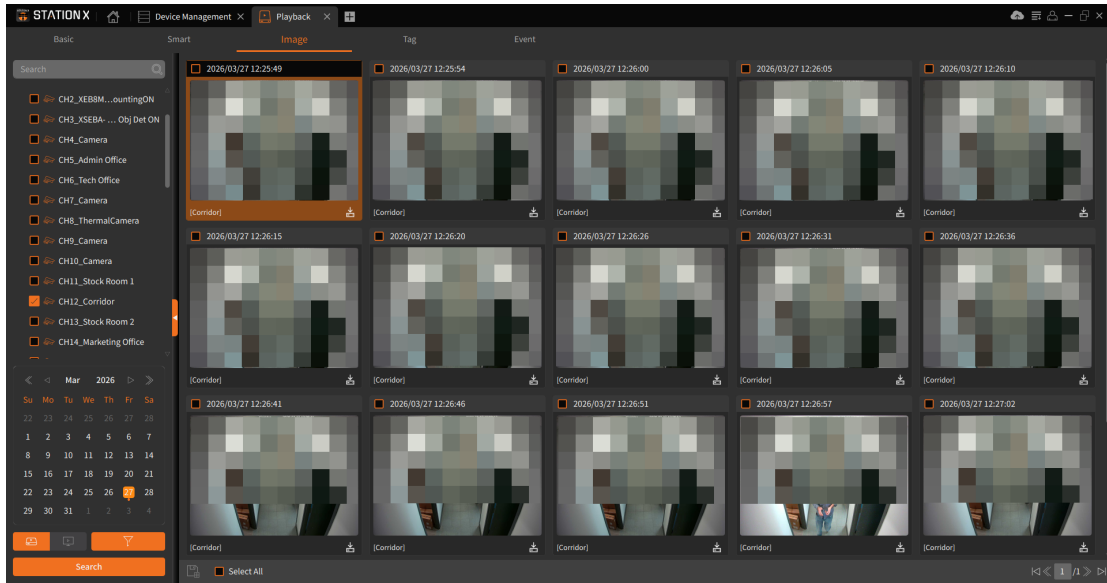 STATION X
Device Management
Playback
Basic
Smart
Image
Tag
Event
Search
CH2_XEB8M...ountingON
CH3_XSEBA- ... Obj Det ON
CH4_Camera
CH5_Admin Office
CH6_Tech Office
CH7_Camera
CH8_ThermalCamera
CH9_Camera
CH10_Camera
CH11_Stock Room 1
CH12_Corridor
CH13_Stock Room 2
CH14_Marketing Office
Mar 2026
Su Mo Tu We Th Fr Sa
22 23 24 25 26 27 28
1 2 3 4 5 6 7
8 9 10 11 12 13 14
15 16 17 18 19 20 21
22 23 24 25 26 27 28
29 30 31 1 2 3 4
Search
2026/03/27 12:25:49
2026/03/27 12:25:54
2026/03/27 12:26:00
2026/03/27 12:26:05
2026/03/27 12:26:10
[Corridor]
[Corridor]
[Corridor]
[Corridor]
[Corridor]
2026/03/27 12:26:15
2026/03/27 12:26:20
2026/03/27 12:26:26
2026/03/27 12:26:31
2026/03/27 12:26:36
[Corridor]
[Corridor]
[Corridor]
[Corridor]
[Corridor]
2026/03/27 12:26:41
2026/03/27 12:26:46
2026/03/27 12:26:51
2026/03/27 12:26:57
2026/03/27 12:27:02
[Corridor]
[Corridor]
[Corridor]
[Corridor]
[Corridor]
Select All
1 /1